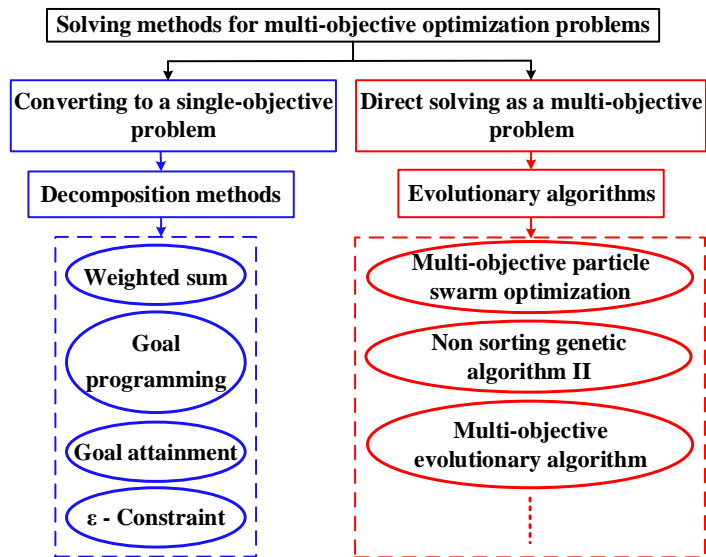 Solving methods for multi-objective optimization problems
Converting to a single-objective
problem
Direct solving as a multi-objective
problem
Decomposition methods
Evolutionary algorithms
Weighted sum
Goal
programming
Goal attainment
ε - Constraint
Multi-objective particle
swarm optimization
Non sorting genetic
algorithm II
Multi-objective
evolutionary algorithm